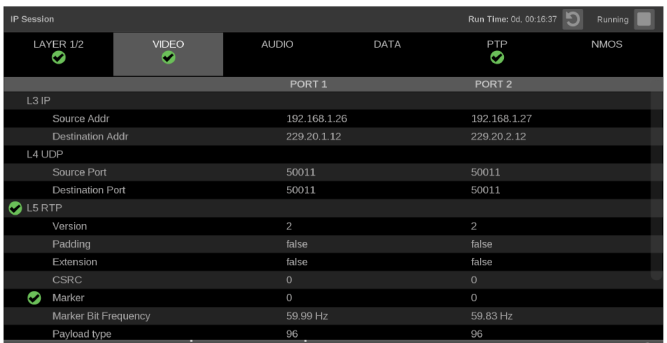 IP Session Run Time: 0d, 00:16:37 Running
LAYER 1/2 VIDEO AUDIO DATA PTP NMOS
PORT 1 PORT 2
L3 IP
Source Addr 192.168.1.26 192.168.1.27
Destination Addr 229.20.1.12 229.20.2.12
L4 UDP
Source Port 50011 50011
Destination Port 50011 50011
L5 RTP
Version 2 2
Padding false false
Extension false false
CSRC 0 0
Marker 0 0
Marker Bit Frequency 59.99 Hz 59.83 Hz
Payload type 96 96